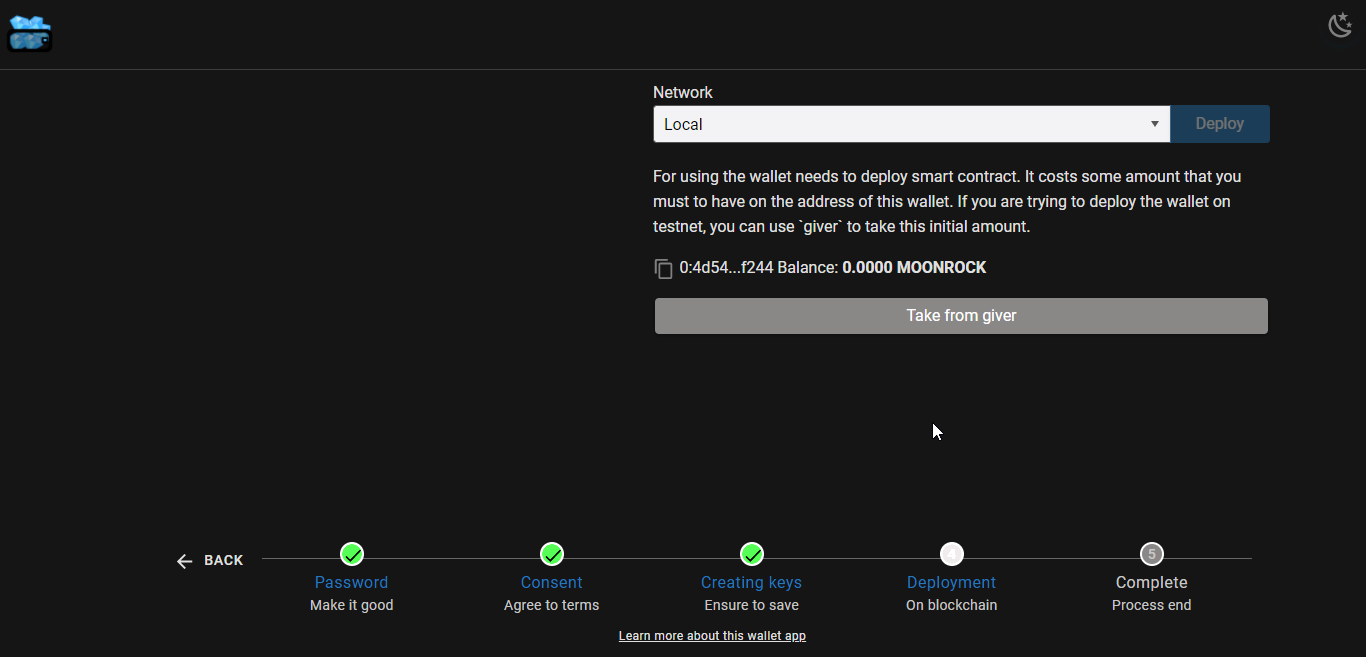 Network
Local
Deploy
For using the wallet needs to deploy smart contract. It costs some amount that you
must to have on the address of this wallet. If you are trying to deploy the wallet on
testnet, you can use `giver` to take this initial amount.
0:4d54...f244 Balance: 0.0000 MOONROCK
Take from giver
BACK
4
5
Password
Consent
Creating keys
Deployment
Complete
Make it good
Agree to terms
Ensure to save
On blockchain
Process end
Learn more about this wallet app